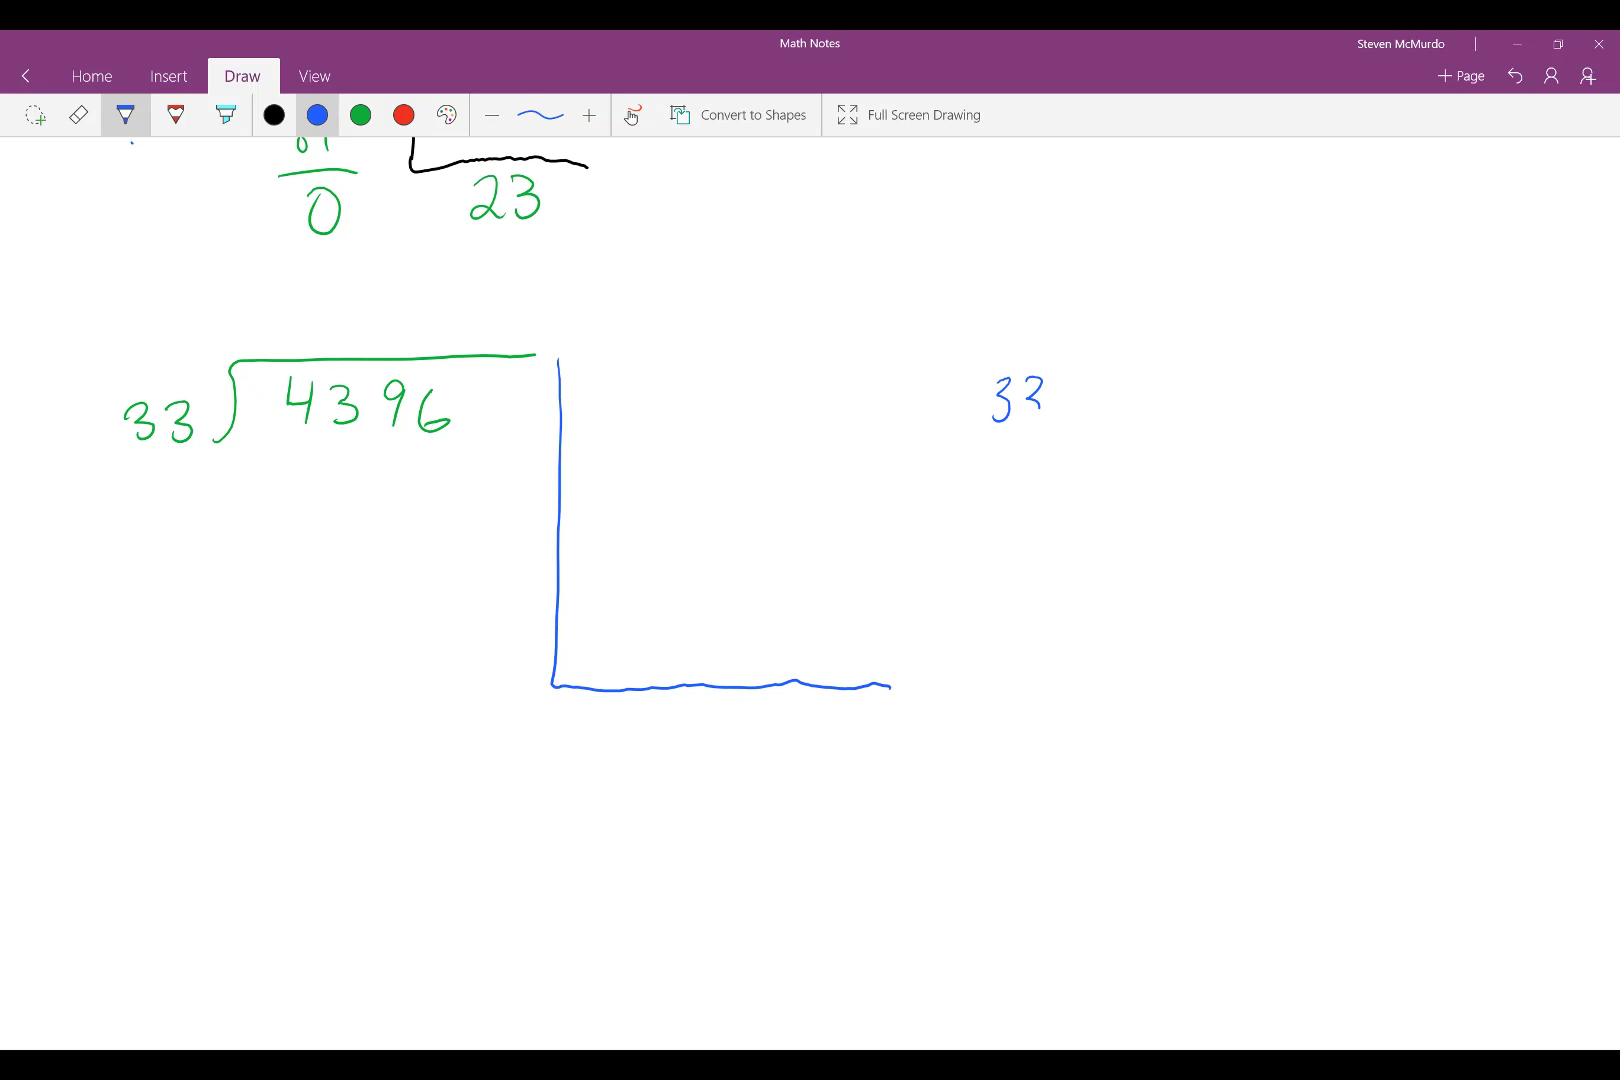 Math Notes
Steven McMurdo
Home Insert Draw View
Page
Convert to Shapes Full Screen Drawing
0 23
33 4396
33